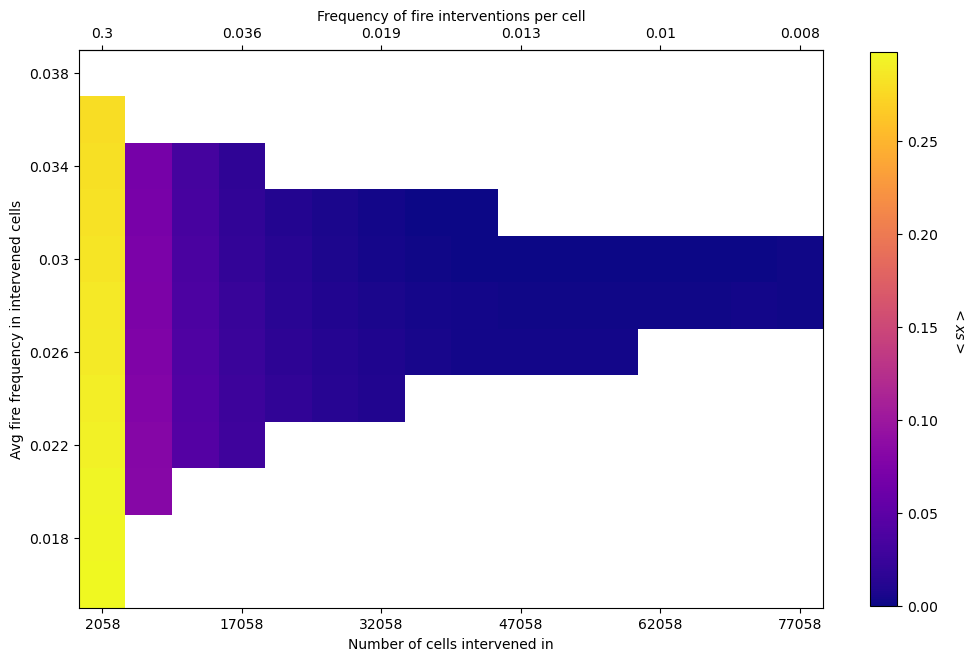 Frequency of fire interventions per cell
0.3 0.036 0.019 0.013 0.01 0.008
0.038
0.034
0.03
0.026
0.022
0.018
Avg fire frequency in intervened cells
2058 17058 32058 47058 62058 77058
Number of cells intervened in
0.25
0.20
0.15
0.10
0.05
0.00
< xs >